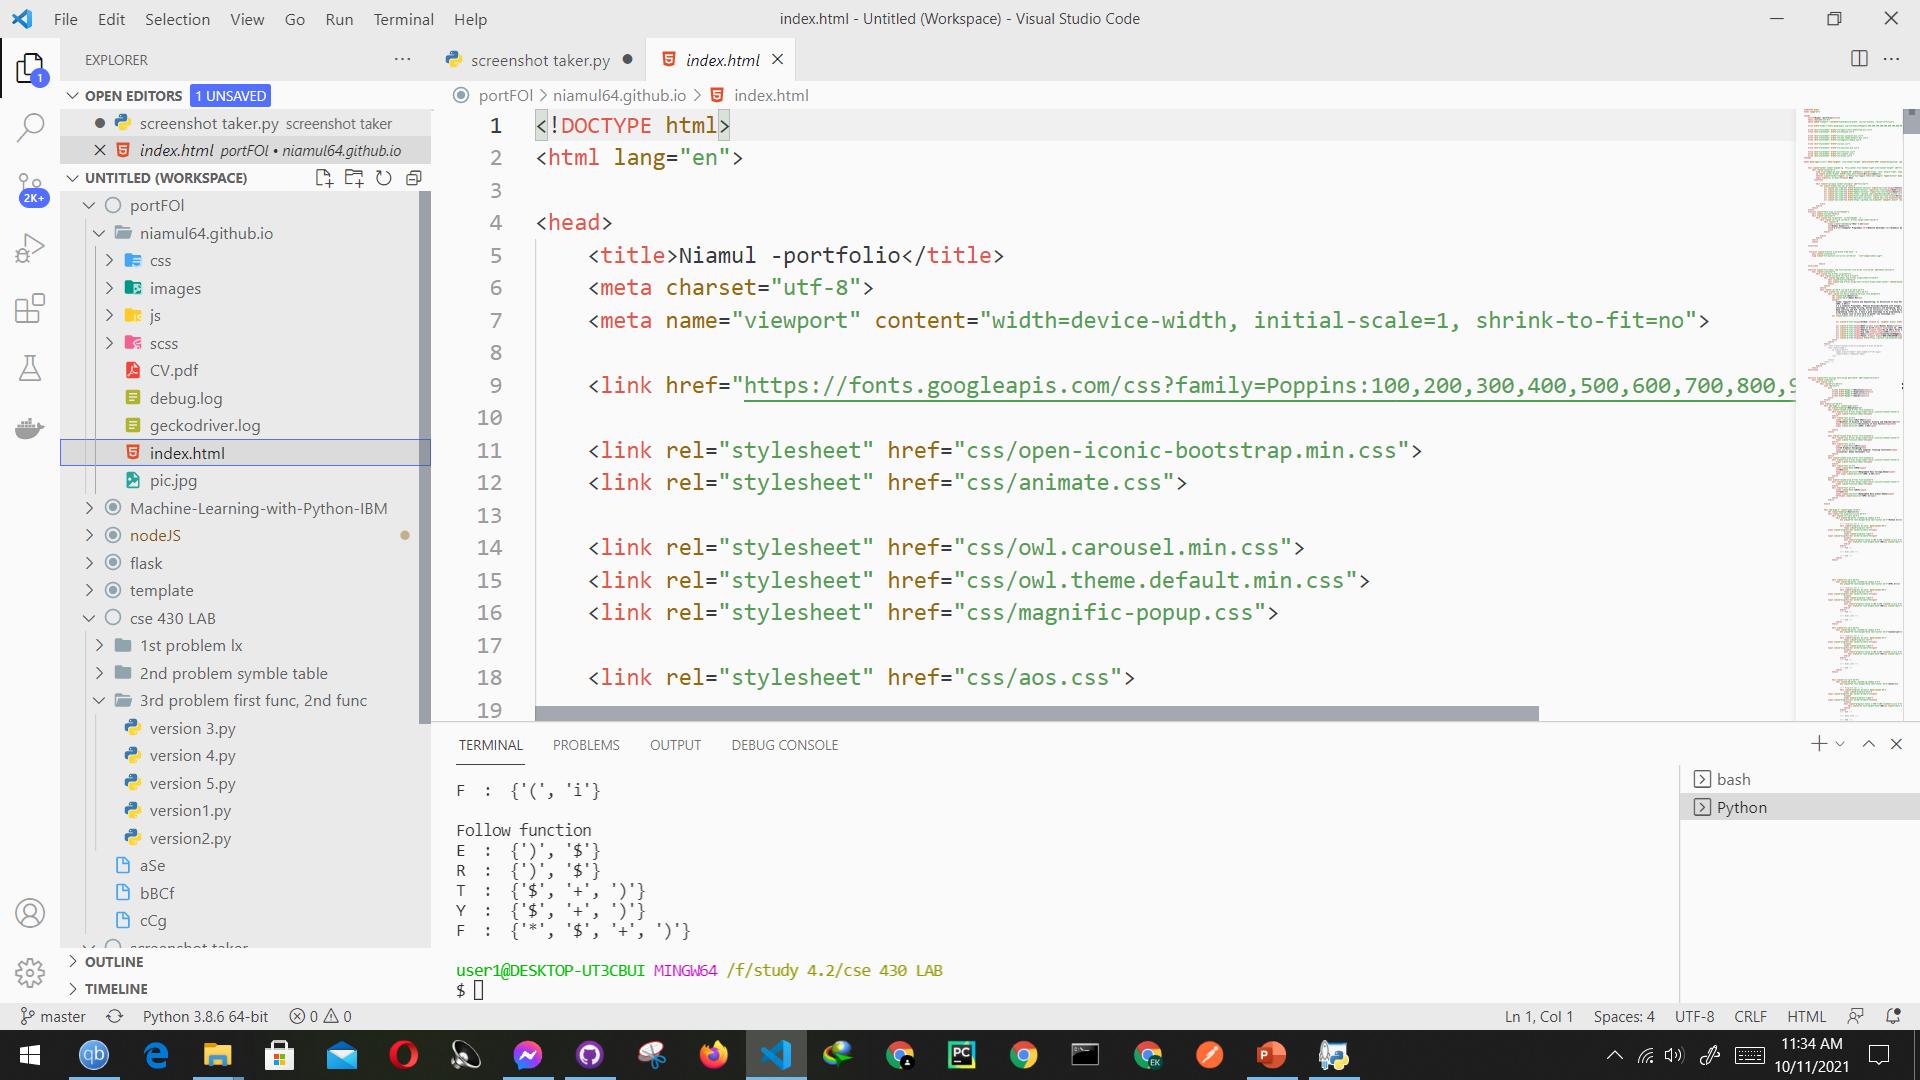 File Edit Selection View Go Run Terminal Help
index.html - Untitled (Workspace) - Visual Studio Code
EXPLORER
1
OPEN EDITORS 1 UNSAVED
screenshot taker.py screenshot taker
index.html portFOl • niamul64.github.io
2K+
UNTITLED (WORKSPACE)
portFOl
niamul64.github.io
css
images
js
scss
CV.pdf
debug.log
geckodriver.log
index.html
pic.jpg
Machine-Learning-with-Python-IBM
nodeJS
flask
template
cse 430 LAB
1st problem lx
2nd problem symble table
3rd problem first func, 2nd func
version 3.py
version 4.py
version 5.py
version1.py
version2.py
aSe
bBCf
cCg
screenshot taker
OUTLINE
TIMELINE
screenshot taker.py
index.html
portFOl > niamul64.github.io > index.html
1 <!DOCTYPE html>
2 <html lang="en">
3
4 <head>
5 <title>Niamul -portfolio</title>
6 <meta charset="utf-8">
7 <meta name="viewport" content="width=device-width, initial-scale=1, shrink-to-fit=no">
8
9 <link href="https://fonts.googleapis.com/css?family=Poppins:100,200,300,400,500,600,700,800,9
10
11 <link rel="stylesheet" href="css/open-iconic-bootstrap.min.css">
12 <link rel="stylesheet" href="css/animate.css">
13
14 <link rel="stylesheet" href="css/owl.carousel.min.css">
15 <link rel="stylesheet" href="css/owl.theme.default.min.css">
16 <link rel="stylesheet" href="css/magnific-popup.css">
17
18 <link rel="stylesheet" href="css/aos.css">
19
TERMINAL PROBLEMS OUTPUT DEBUG CONSOLE
F : {'(', 'i'}
Follow function
E : {')', '$'}
R : {')', '$'}
T : {'$', '+', ')'}
Y : {'$', '+', ')'}
F : {'*', '$', '+', ')'}
user1@DESKTOP-UT3CBUI MINGW64 /f/study 4.2/cse 430 LAB
$
bash
Python
master Python 3.8.6 64-bit 0 0
Ln 1, Col 1 Spaces: 4 UTF-8 CRLF HTML
qb
PC
EK
11:34 AM
10/11/2021